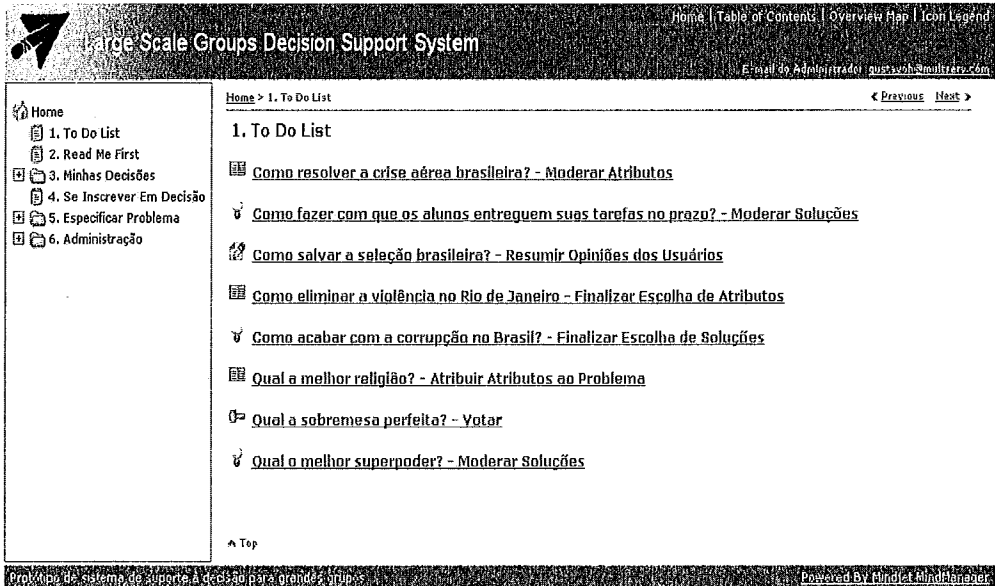 Home | Table of Contents | Overview Map | Icon Legend
Large Scale Groups Decision Support System
E-mail do Administrador
Home
1. To Do List
2. Read Me First
3. Minhas Decisões
4. Se Inscrever Em Decisão
5. Especificar Problema
6. Administração
Home > 1. To Do List
Previous Next
1. To Do List
Como resolver a crise aérea brasileira? - Moderar Atributos
Como fazer com que os alunos entreguem suas tarefas no prazo? - Moderar Soluções
Como salvar a seleção brasileira? - Resumir Opiniões dos Usuários
Como eliminar a violência no Rio de Janeiro - Finalizar Escolha de Atributos
Como acabar com a corrupção no Brasil? - Finalizar Escolha de Soluções
Qual a melhor religião? - Atribuir Atributos ao Problema
Qual a sobremesa perfeita? - Votar
Qual o melhor superpoder? - Moderar Soluções
Top
Protótipo de sistema de suporte à decisão para grandes grupos
Powered By Mindjet MindManager